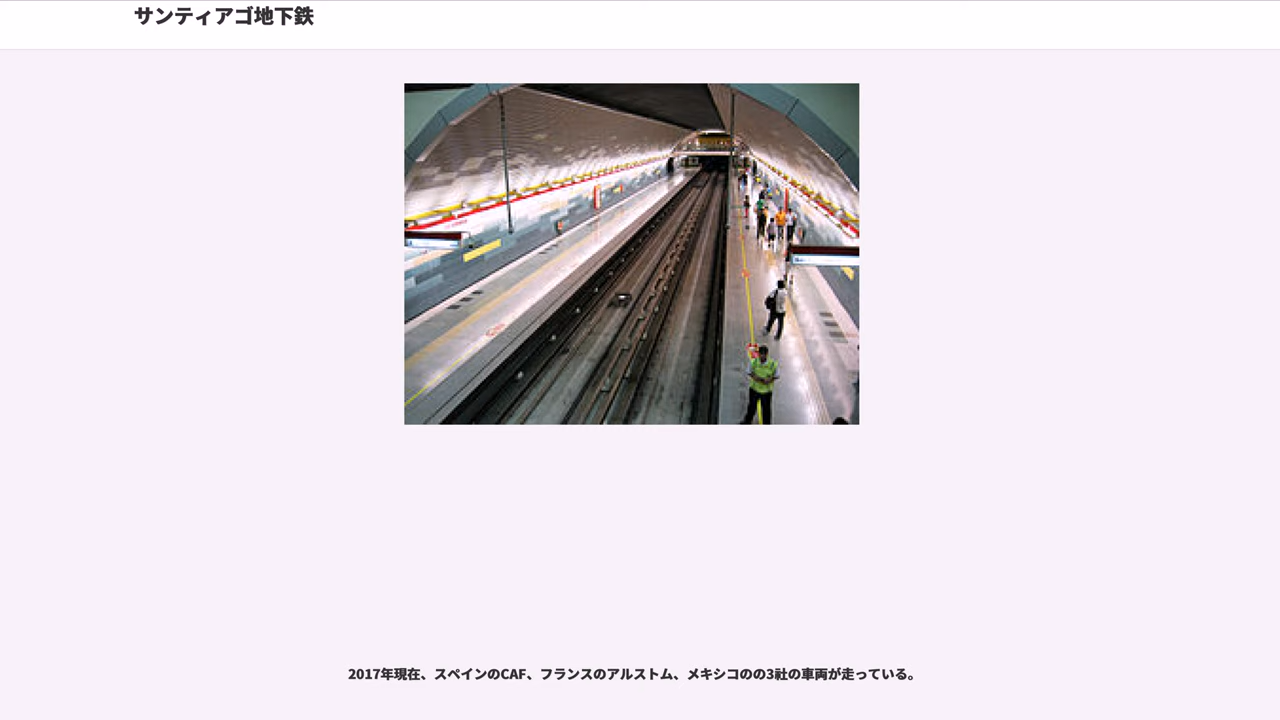 サンティアゴ地下鉄
2017年現在、スペインのCAF、フランスのアルストム、メキシコのの3社の車両が走っている。